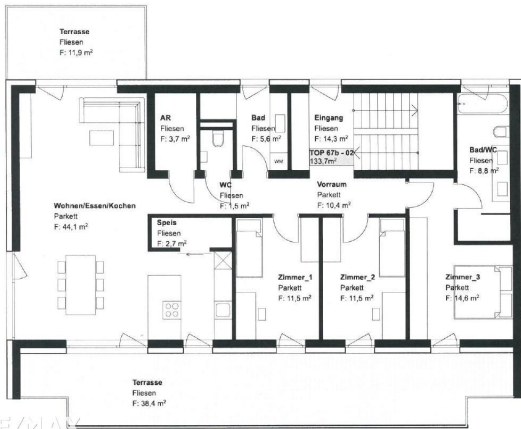 Terrasse
Fliesen
F: 11,9 m²
AR
Fliesen
F: 3,7 m²
Bad
Fliesen
F: 5,6 m²
Eingang
Fliesen
F: 14,3 m²
TOP 67b - 02
133,7m²
WM
Bad/WC
Fliesen
F: 8,8 m²
WC
Fliesen
F: 1,5 m²
Vorraum
Parkett
F: 10,4 m²
Wohnen/Essen/Kochen
Parkett
F: 44,1 m²
Speis
Fliesen
F: 2,7 m²
Zimmer_1
Parkett
F: 11,5 m²
Zimmer_2
Parkett
F: 11,5 m²
Zimmer_3
Parkett
F: 14,6 m²
Terrasse
Fliesen
F: 38,4 m²
RE/MAX